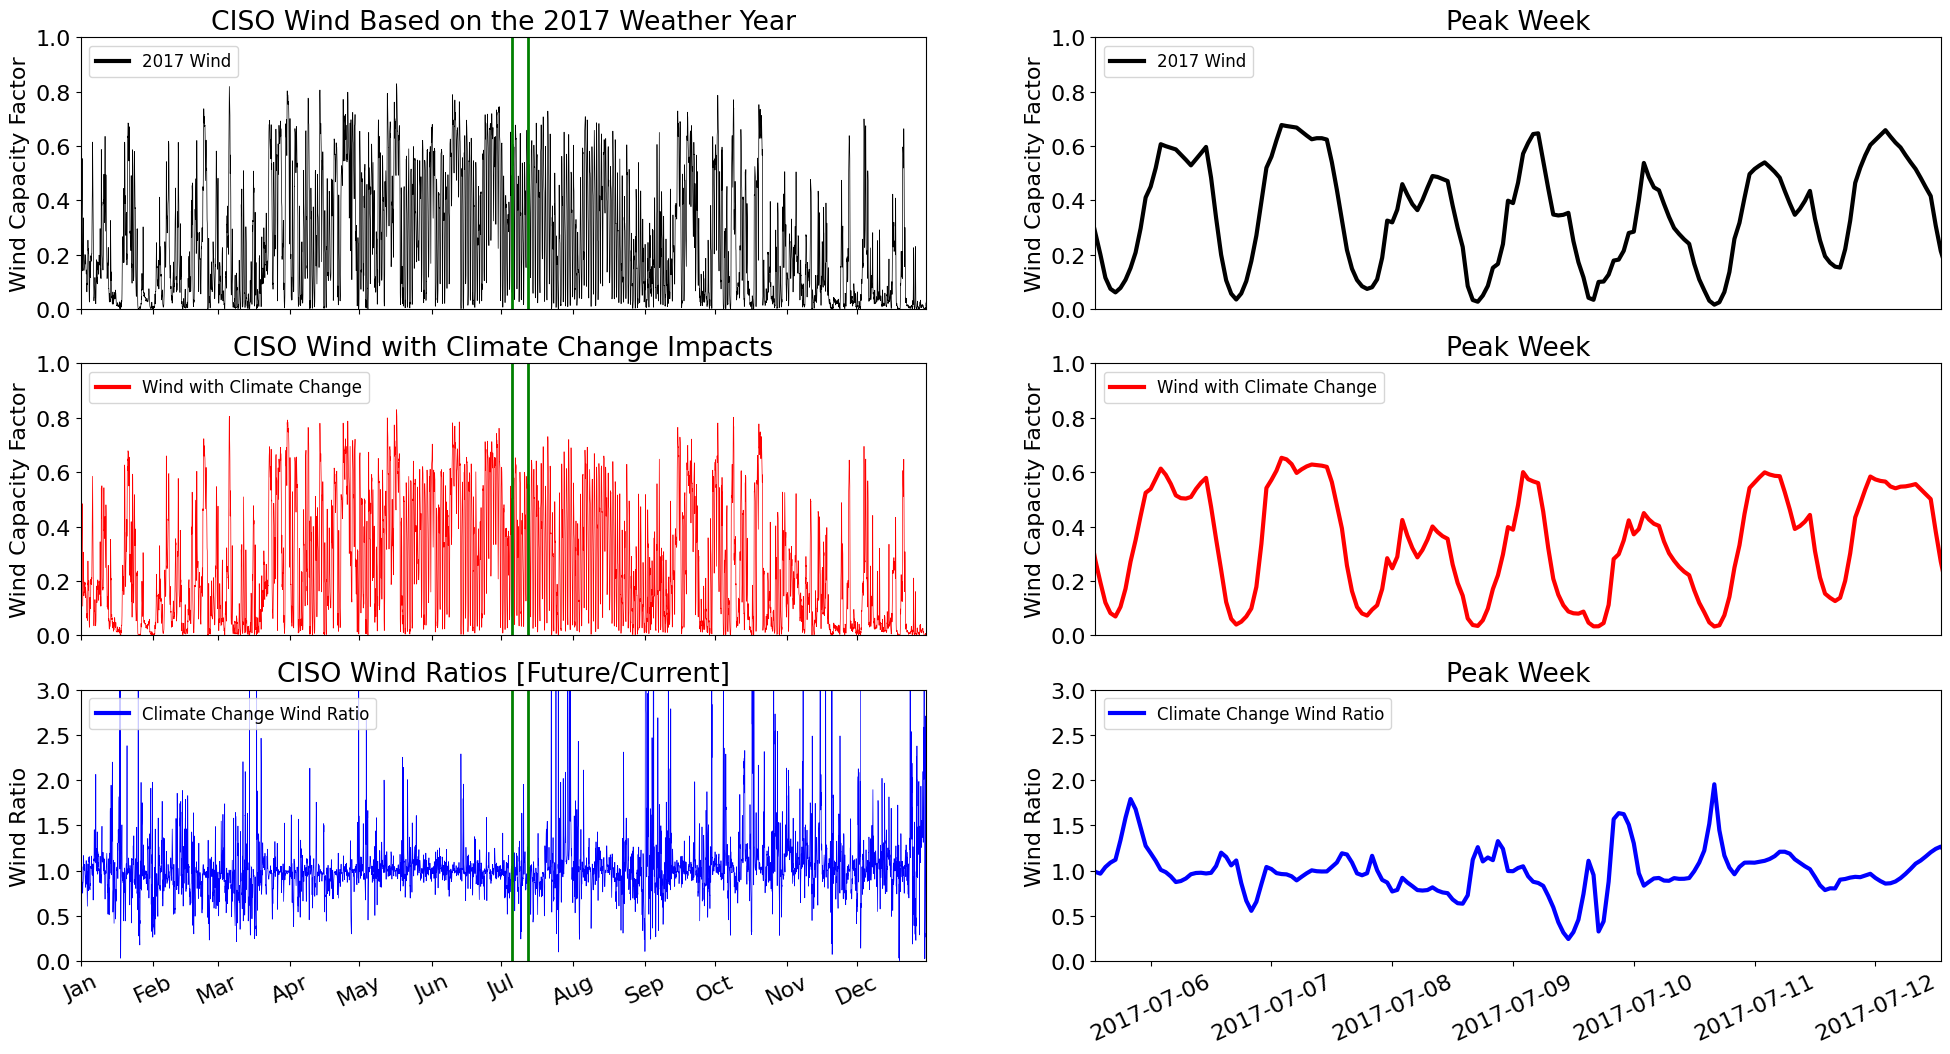 CISO Wind Based on the 2017 Weather Year
Wind Capacity Factor
1.0
0.8
0.6
0.4
0.2
0.0
2017 Wind
Peak Week
Wind Capacity Factor
1.0
0.8
0.6
0.4
0.2
0.0
2017 Wind
CISO Wind with Climate Change Impacts
Wind Capacity Factor
1.0
0.8
0.6
0.4
0.2
0.0
Wind with Climate Change
Peak Week
Wind Capacity Factor
1.0
0.8
0.6
0.4
0.2
0.0
Wind with Climate Change
CISO Wind Ratios [Future/Current]
Wind Ratio
3.0
2.5
2.0
1.5
1.0
0.5
0.0
Climate Change Wind Ratio
Jan
Feb
Mar
Apr
May
Jun
Jul
Aug
Sep
Oct
Nov
Dec
Peak Week
Wind Ratio
3.0
2.5
2.0
1.5
1.0
0.5
0.0
Climate Change Wind Ratio
2017-07-06
2017-07-07
2017-07-08
2017-07-09
2017-07-10
2017-07-11
2017-07-12